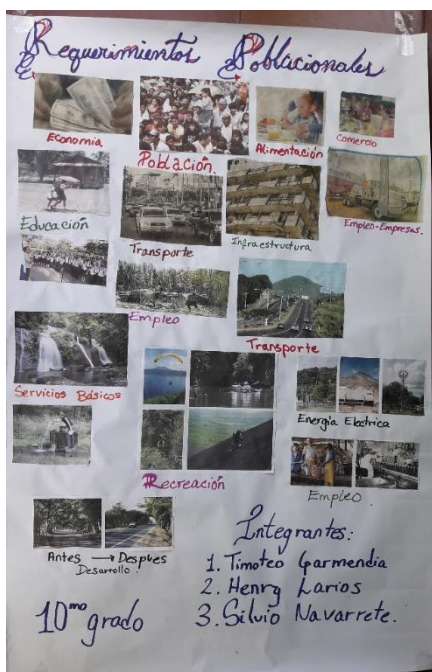 Requerimientos Poblacionales
Economia
Población.
Alimentación
Comercio
Educación
Transporte
Infraestructura
Empleo-Empresas.
Empleo
Transporte
Servicios Básicos
Recreación
Energía Electrica
Empleo
Antes → Despues
Desarrollo
Integrantes:
1. Timoteo Garmendia
2. Henry Larios
3. Silvio Navarrete.
10mo grado